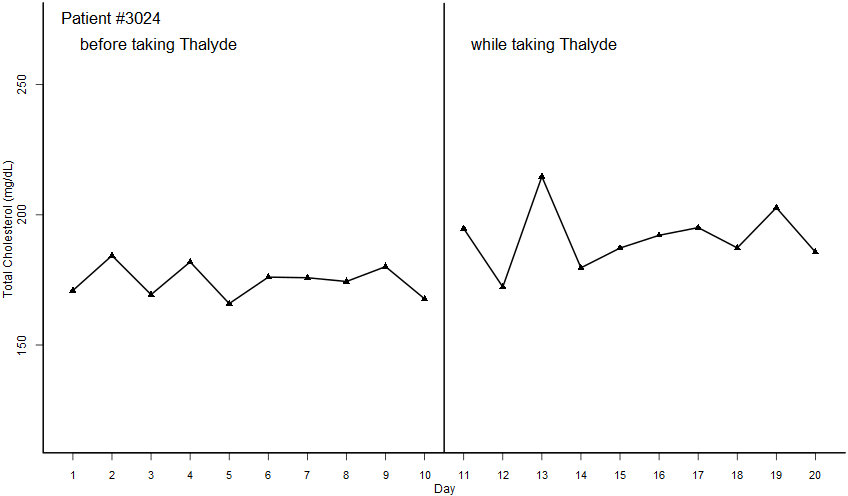 Patient #3024
before taking Thalyde
while taking Thalyde
Total Cholesterol (mg/dL)
250
200
150
1 2 3 4 5 6 7 8 9 10 11 12 13 14 15 16 17 18 19 20
Day